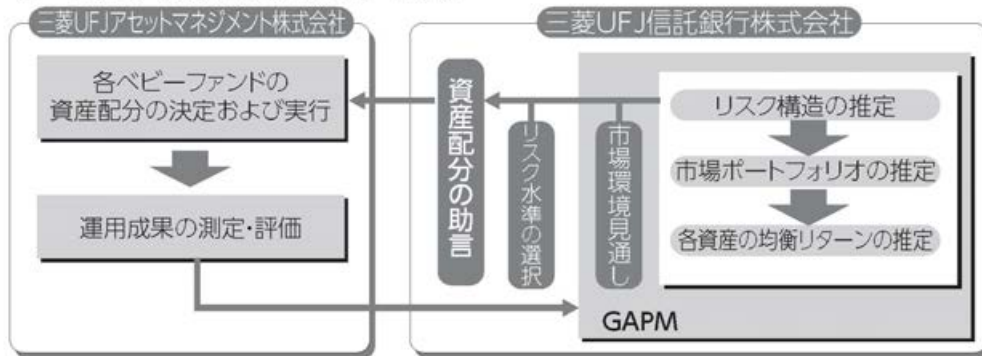 三菱UFJアセットマネジメント株式会社
各ベビーファンドの
資産配分の決定および実行
運用成果の測定・評価
三菱UFJ信託銀行株式会社
資産配分の助言
リスク水準の選択
市場環境見通し
リスク構造の推定
市場ポートフォリオの推定
各資産の均衡リターンの推定
GAPM